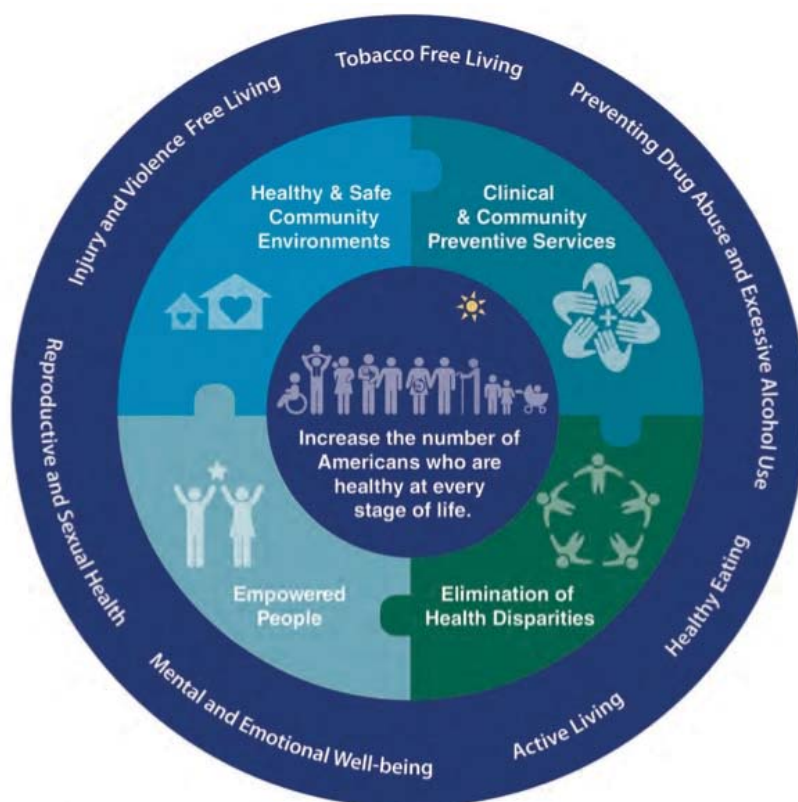 Tobacco Free Living
Preventing Drug Abuse and Excessive Alcohol Use
Healthy Eating
Active Living
Mental and Emotional Well-being
Reproductive and Sexual Health
Injury and Violence Free Living
Healthy & Safe
Community
Environments
Clinical
& Community
Preventive Services
Increase the number of
Americans who are
healthy at every
stage of life.
Empowered
People
Elimination of
Health Disparities